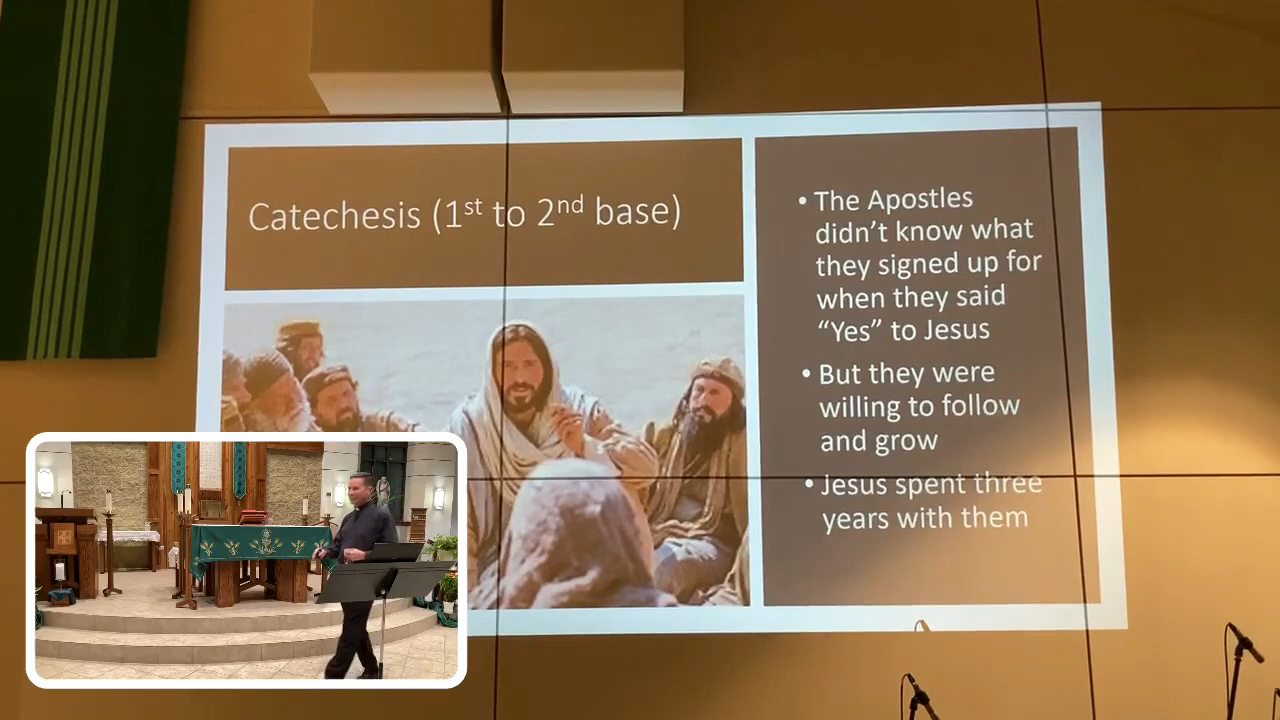 Catechesis (1st to 2nd base)
• The Apostles
didn’t know what
they signed up for
when they said
“Yes” to Jesus
• But they were
willing to follow
and grow
• Jesus spent three
years with them